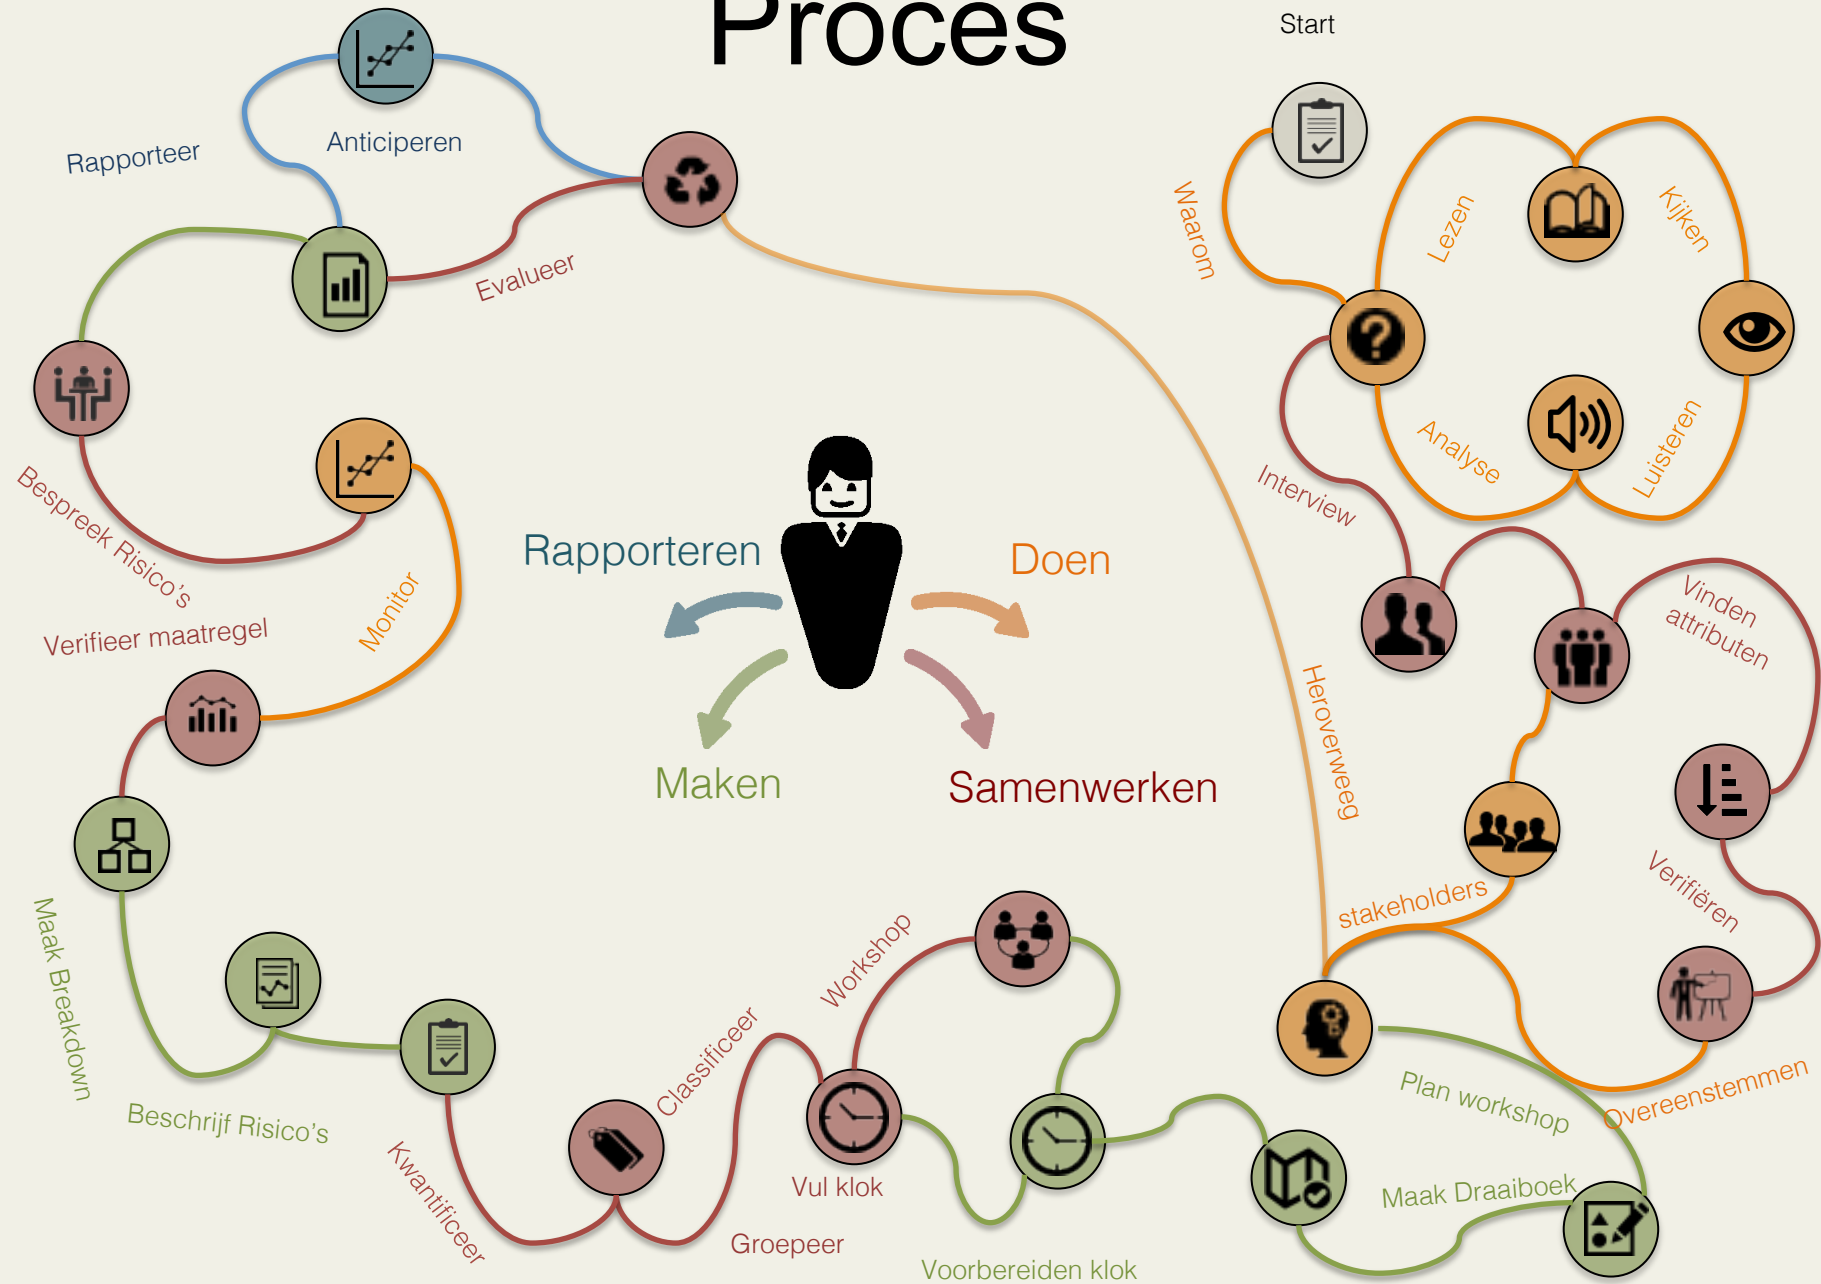 Proces
Start
Rapporteer
Anticiperen
Evalueer
Waarom
Lezen
Kijken
Analyse
Luisteren
Interview
Bespreek Risico's
Verifieer maatregel
Monitor
Rapporteren
Doen
Maken
Samenwerken
Heroverweeg
Vinden
attributen
Verifiëren
stakeholders
Overeenstemmen
Plan workshop
Maak Draaiboek
Voorbereiden klok
Vul klok
Workshop
Classificeer
Groepeer
Kwantificeer
Beschrijf Risico's
Maak Breakdown